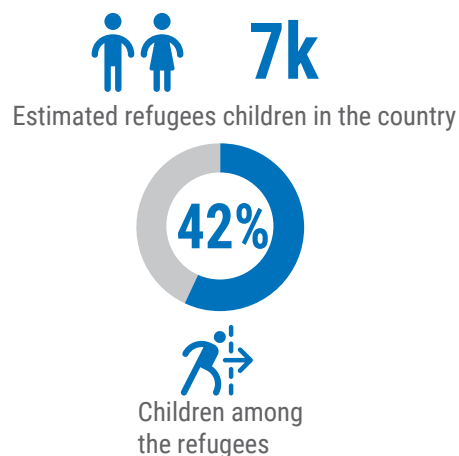 7k
Estimated refugees children in the country
42%
Children among
the refugees